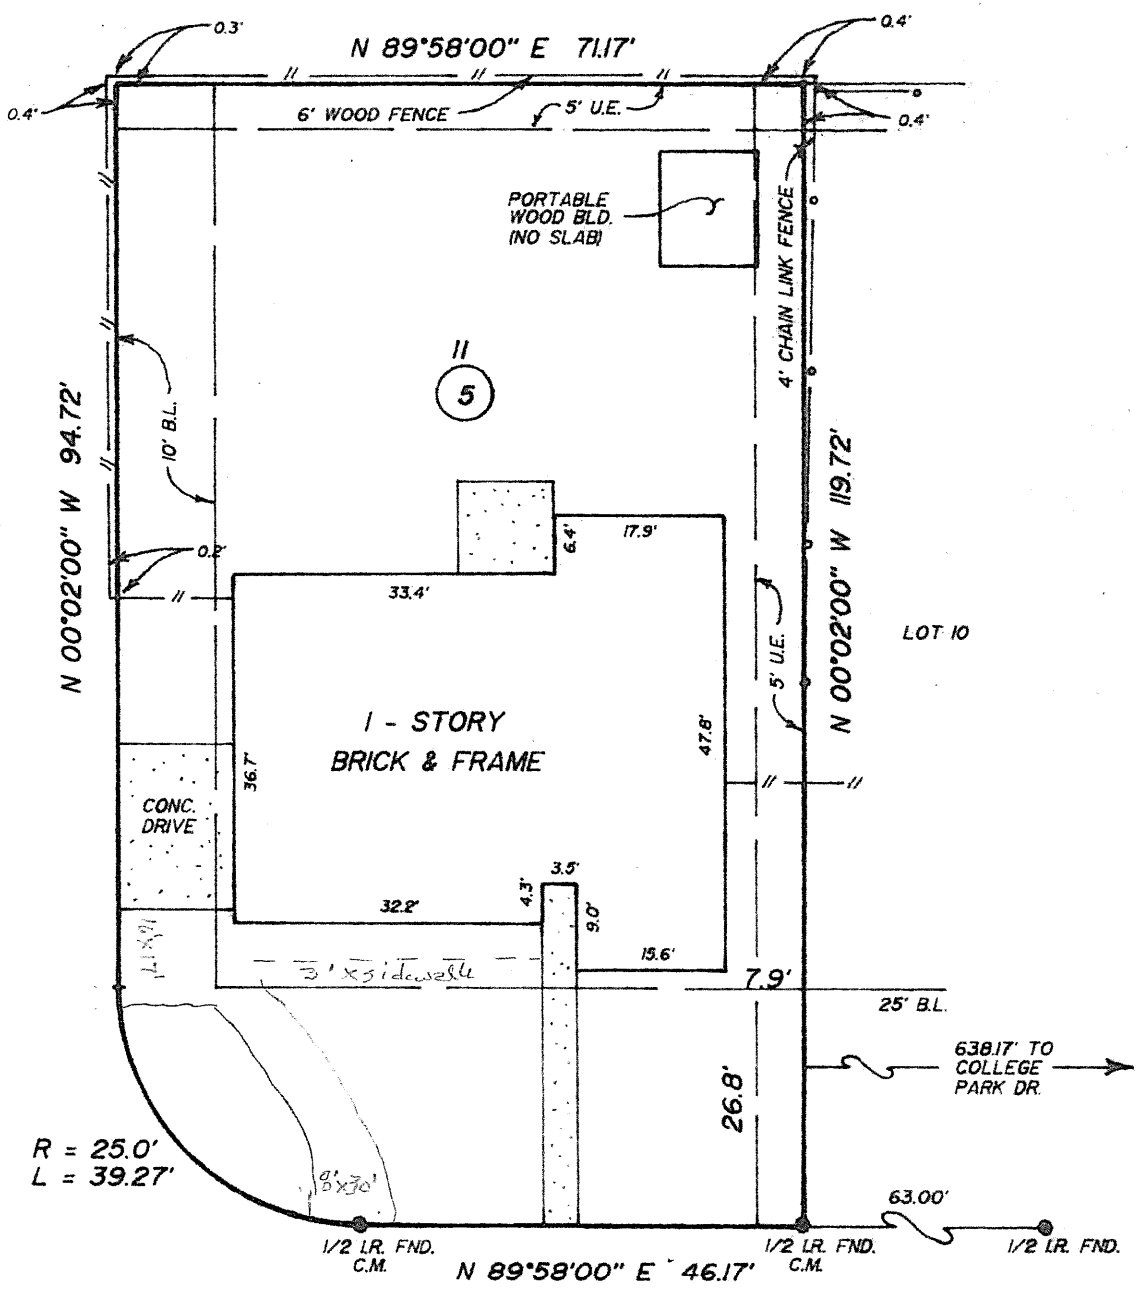 0.3'
0.4'
N 89°58'00" E 71.17'
0.4'
6' WOOD FENCE
5' U.E.
0.4'
PORTABLE
WOOD BLD.
(NO SLAB)
4' CHAIN LINK FENCE
11
5
10' B.L.
N 00°02'00" W 94.72'
N 00°02'00" W 119.72'
0.2'
6.4'
17.9'
33.4'
LOT 10
5' U.E.
1 - STORY
BRICK & FRAME
36.7'
47.8'
CONC.
DRIVE
3.5'
4.3'
9.0'
32.2'
15.6'
3' X sidewalk
7.9'
25' B.L.
638.17' TO
COLLEGE
PARK DR.
26.8'
R = 25.0'
L = 39.27'
63.00'
1/2 I.R. FND.
C.M.
1/2 I.R. FND.
C.M.
1/2 I.R. FND.
N 89°58'00" E 46.17'